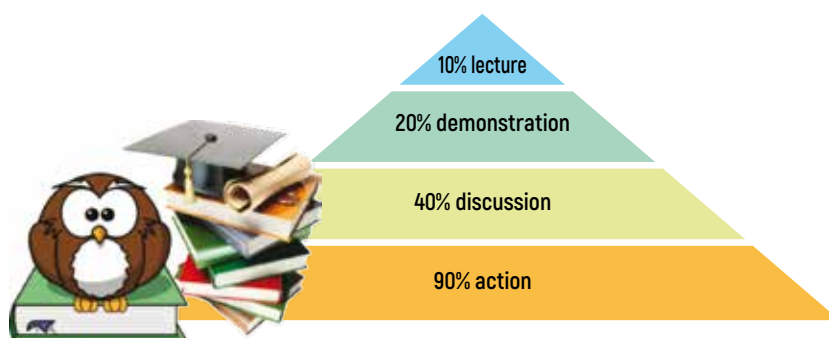 10% lecture
20% demonstration
40% discussion
90% action